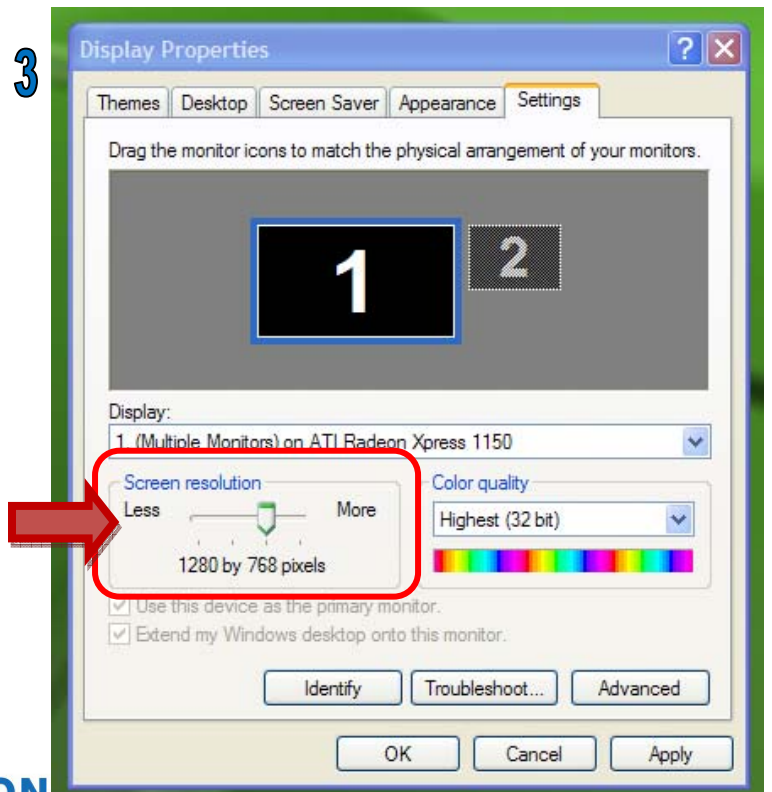 3
Display Properties
Themes Desktop Screen Saver Appearance Settings
Drag the monitor icons to match the physical arrangement of your monitors.
1 2
Display:
1. (Multiple Monitors) on ATI Radeon Xpress 1150
Screen resolution
Less More
1280 by 768 pixels
Color quality
Highest (32 bit)
Use this device as the primary monitor.
Extend my Windows desktop onto this monitor.
Identify Troubleshoot... Advanced
OK Cancel Apply
ON